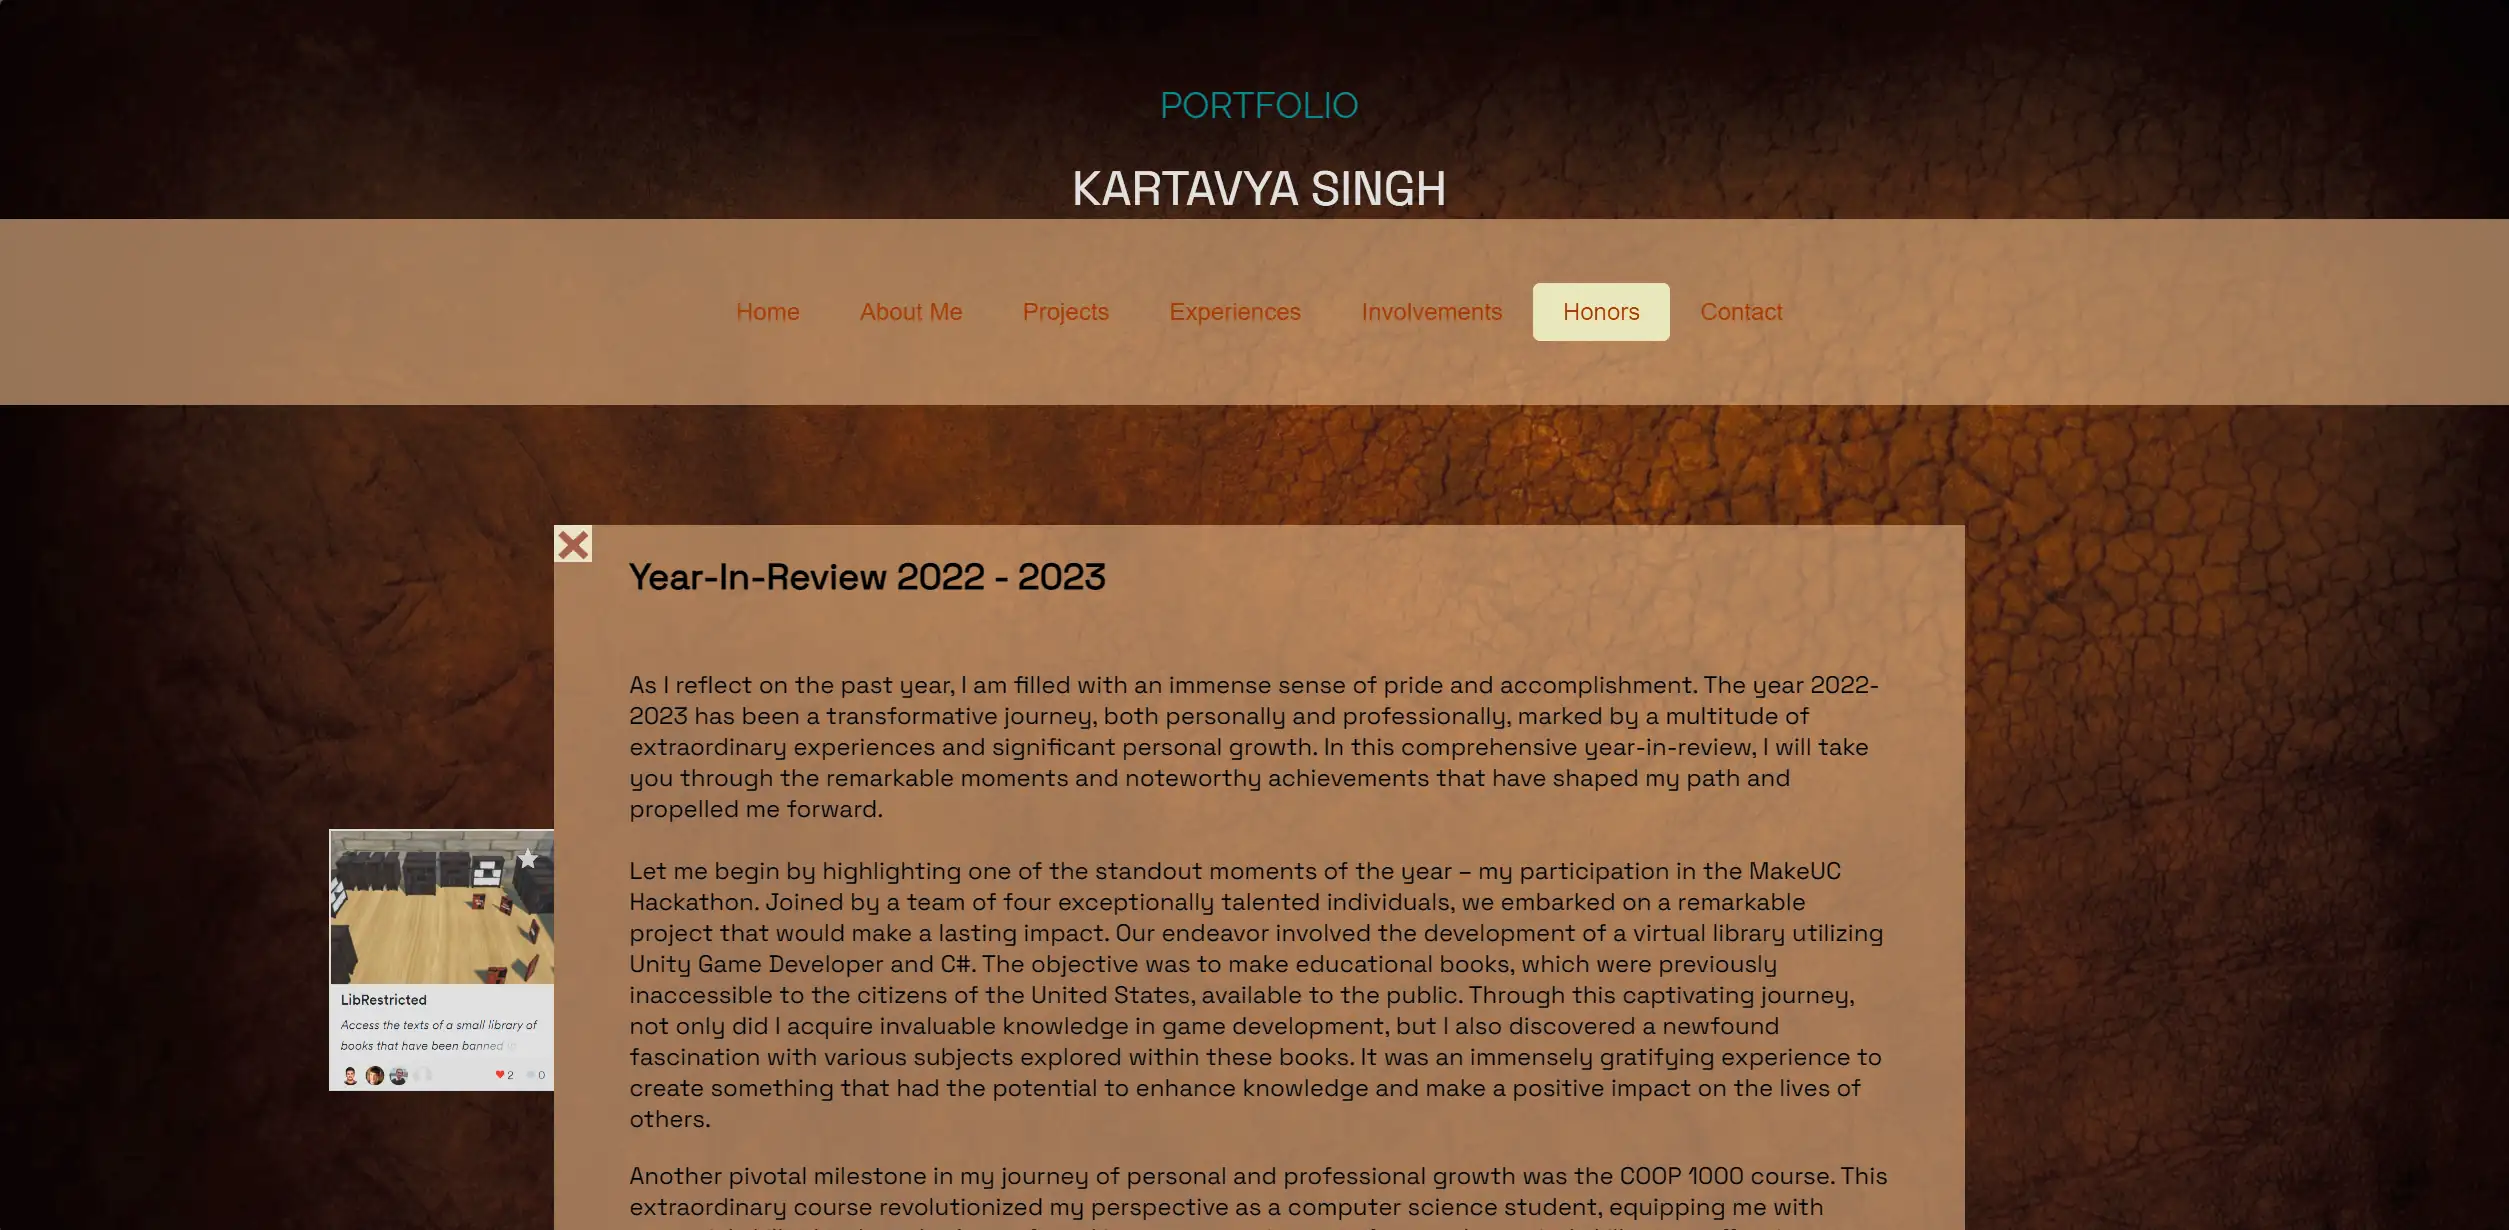 PORTFOLIO
KARTAVYA SINGH
Home About Me Projects Experiences Involvements Honors Contact
Year-In-Review 2022 - 2023
As I reflect on the past year, I am filled with an immense sense of pride and accomplishment. The year 2022-
2023 has been a transformative journey, both personally and professionally, marked by a multitude of
extraordinary experiences and significant personal growth. In this comprehensive year-in-review, I will take
you through the remarkable moments and noteworthy achievements that have shaped my path and
propelled me forward.
Let me begin by highlighting one of the standout moments of the year – my participation in the MakeUC
Hackathon. Joined by a team of four exceptionally talented individuals, we embarked on a remarkable
project that would make a lasting impact. Our endeavor involved the development of a virtual library utilizing
Unity Game Developer and C#. The objective was to make educational books, which were previously
inaccessible to the citizens of the United States, available to the public. Through this captivating journey,
not only did I acquire invaluable knowledge in game development, but I also discovered a newfound
fascination with various subjects explored within these books. It was an immensely gratifying experience to
create something that had the potential to enhance knowledge and make a positive impact on the lives of
others.
LibRestricted
Access the texts of a small library of
books that have been banned
2 0
Another pivotal milestone in my journey of personal and professional growth was the COOP 1000 course. This
extraordinary course revolutionized my perspective as a computer science student, equipping me with